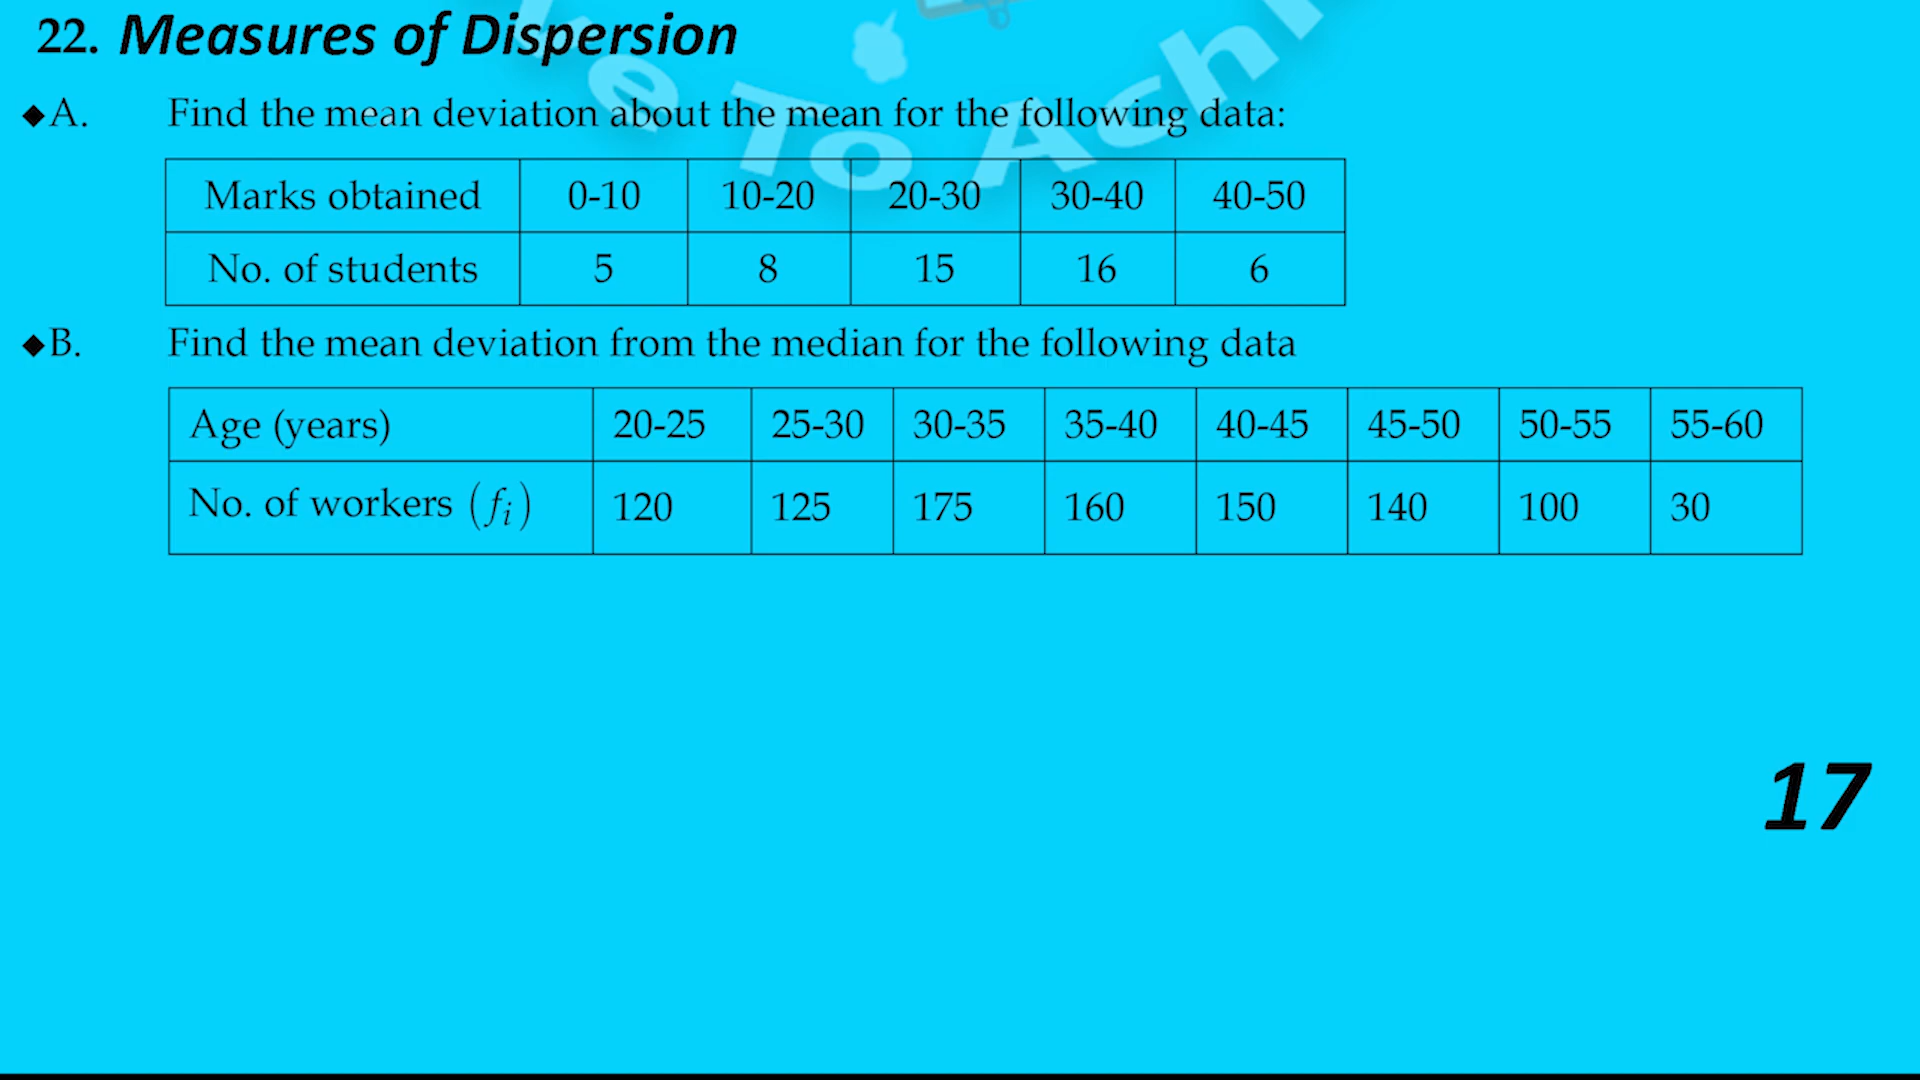 22. Measures of Dispersion
◆A. Find the mean deviation about the mean for the following data:
Marks obtained 0-10 10-20 20-30 30-40 40-50
No. of students 5 8 15 16 6
◆B. Find the mean deviation from the median for the following data
Age (years) 20-25 25-30 30-35 35-40 40-45 45-50 50-55 55-60
No. of workers (fᵢ) 120 125 175 160 150 140 100 30
17
To